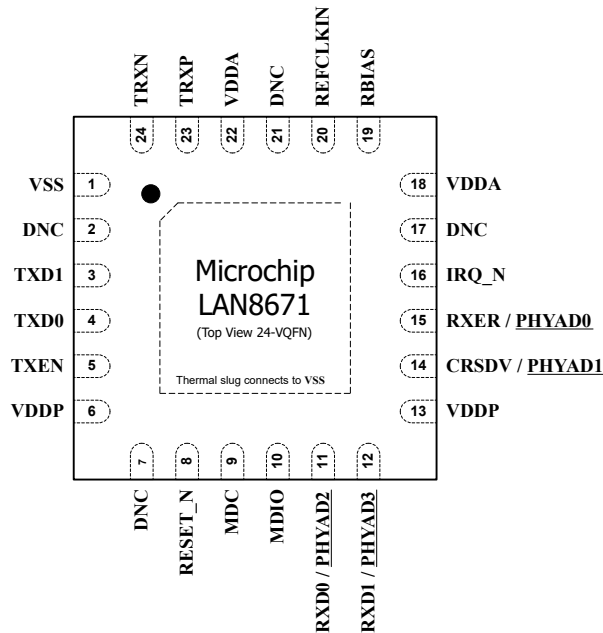 TRXN
TRXP
VDDA
DNC
REFCLKIN
RBIAS
24
23
22
21
20
19
VSS 1
DNC 2
TXD1 3
TXD0 4
TXEN 5
VDDP 6
Microchip
LAN8671
(Top View 24-VQFN)
Thermal slug connects to VSS
18 VDDA
17 DNC
16 IRQ_N
15 RXER / PHYAD0
14 CRSDV / PHYAD1
13 VDDP
7
8
9
10
11
12
DNC
RESET_N
MDC
MDIO
RXD0 / PHYAD2
RXD1 / PHYAD3